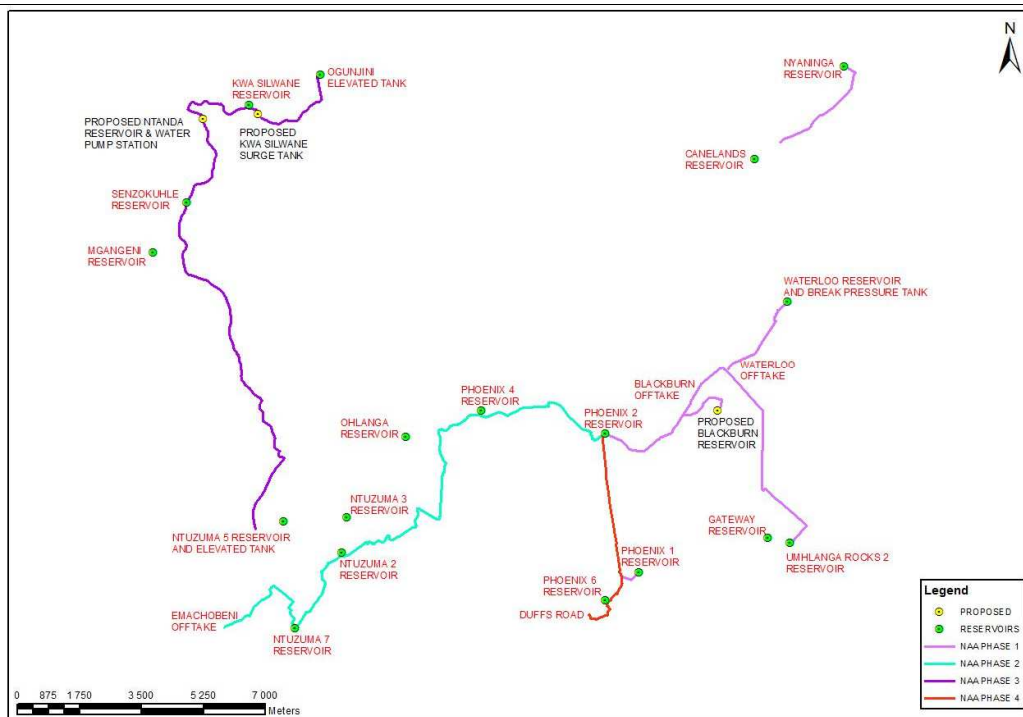 N
OGUNJINI
ELEVATED TANK
KWA SILWANE
RESERVOIR
NYANINGA
RESERVOIR
PROPOSED NTANDA
RESERVOIR & WATER
PUMP STATION
PROPOSED
KWA SILWANE
SURGE TANK
CANELANDS
RESERVOIR
SENZOKUHLE
RESERVOIR
MGANGENI
RESERVOIR
WATERLOO RESERVOIR
AND BREAK PRESSURE TANK
WATERLOO
OFFTAKE
BLACKBURN
OFFTAKE
PHOENIX 4
RESERVOIR
PHOENIX 2
RESERVOIR
PROPOSED
BLACKBURN
RESERVOIR
OHLANGA
RESERVOIR
NTUZUMA 3
RESERVOIR
NTUZUMA 5 RESERVOIR
AND ELEVATED TANK
NTUZUMA 2
RESERVOIR
GATEWAY
RESERVOIR
UMHLANGA ROCKS 2
RESERVOIR
PHOENIX 1
RESERVOIR
PHOENIX 6
RESERVOIR
DUFFS ROAD
EMACHOBENI
OFFTAKE
NTUZUMA 7
RESERVOIR
Legend
PROPOSED
RESERVOIRS
NAA PHASE 1
NAA PHASE 2
NAA PHASE 3
NAA PHASE 4
0 875 1 750 3 500 5 250 7 000
Meters